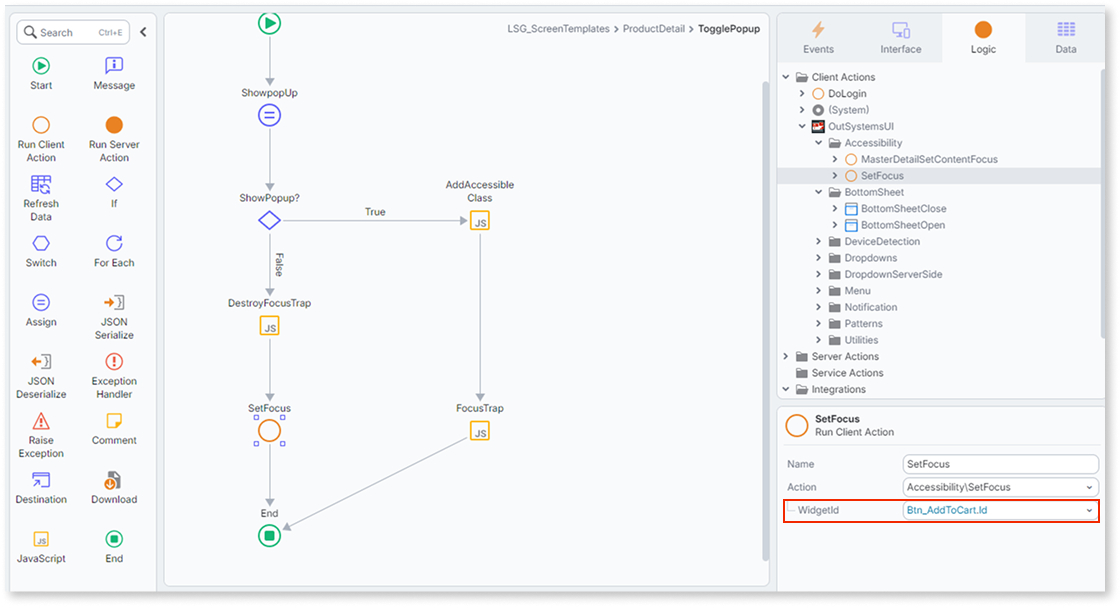 Search Ctrl+E
Start
Message
Run Client
Action
Run Server
Action
Refresh
Data
If
Switch
For Each
Assign
JSON
Serialize
JSON
Deserialize
Exception
Handler
Raise
Exception
Comment
Destination
Download
JS
JavaScript
End
LSG_ScreenTemplates > ProductDetail > TogglePopup
ShowpopUp
ShowPopup?
True
False
AddAccessible
Class
JS
DestroyFocusTrap
JS
SetFocus
FocusTrap
JS
End
Events
Interface
Logic
Data
Client Actions
DoLogin
(System)
OutSystemsUI
Accessibility
MasterDetailSetContentFocus
SetFocus
BottomSheet
BottomSheetClose
BottomSheetOpen
DeviceDetection
Dropdowns
DropdownServerSide
Menu
Notification
Patterns
Utilities
Server Actions
Service Actions
Integrations
SetFocus
Run Client Action
Name SetFocus
Action Accessibility\SetFocus
WidgetId Btn_AddToCart.Id